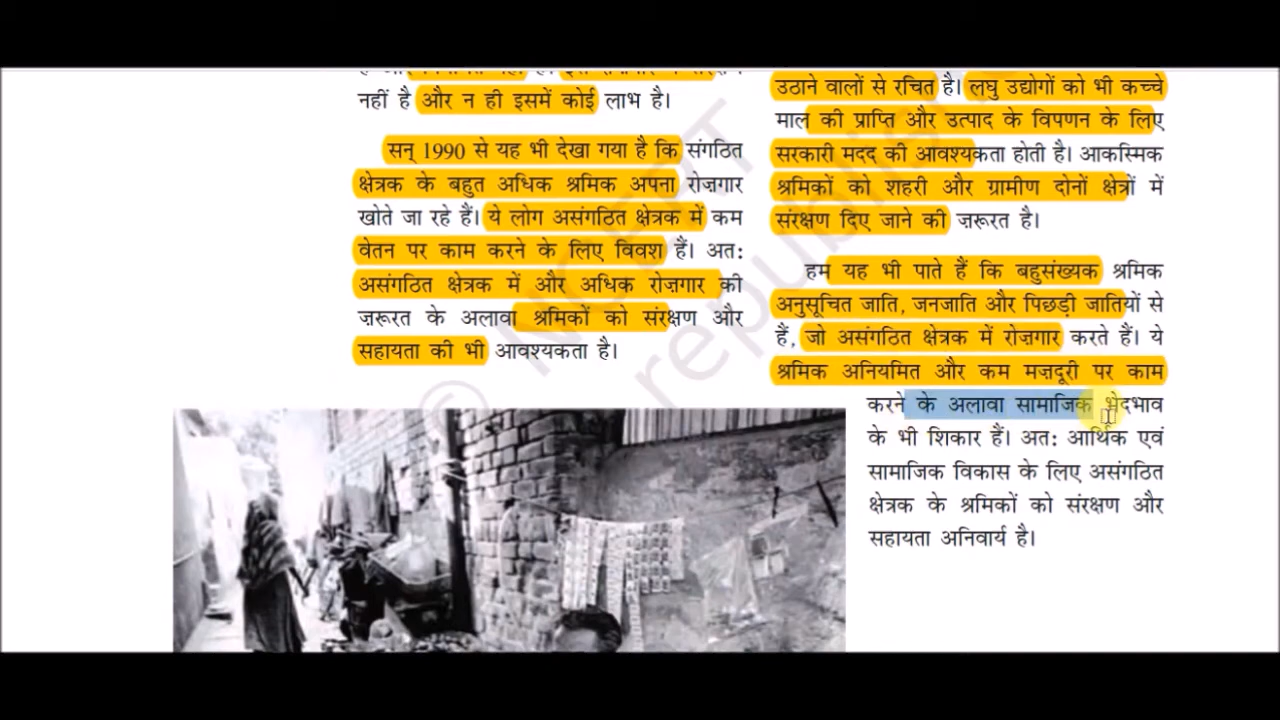 नहीं है और न ही इसमें कोई लाभ है।
सन् 1990 से यह भी देखा गया है कि संगठित
क्षेत्रक के बहुत अधिक श्रमिक अपना रोज़गार
खोते जा रहे हैं। ये लोग असंगठित क्षेत्रक में कम
वेतन पर काम करने के लिए विवश हैं। अत:
असंगठित क्षेत्रक में और अधिक रोज़गार की
ज़रूरत के अलावा श्रमिकों को संरक्षण और
सहायता की भी आवश्यकता है।
उठाने वालों से रचित है। लघु उद्योगों को भी कच्चे
माल की प्राप्ति और उत्पाद के विपणन के लिए
सरकारी मदद की आवश्यकता होती है। आकस्मिक
श्रमिकों को शहरी और ग्रामीण दोनों क्षेत्रों में
संरक्षण दिए जाने की ज़रूरत है।
हम यह भी पाते हैं कि बहुसंख्यक श्रमिक
अनुसूचित जाति, जनजाति और पिछड़ी जातियों से
हैं, जो असंगठित क्षेत्रक में रोज़गार करते हैं। ये
श्रमिक अनियमित और कम मज़दूरी पर काम
करने के अलावा सामाजिक भेदभाव
के भी शिकार हैं। अत: आर्थिक एवं
सामाजिक विकास के लिए असंगठित
क्षेत्रक के श्रमिकों को संरक्षण और
सहायता अनिवार्य है।
© NCERT
republish